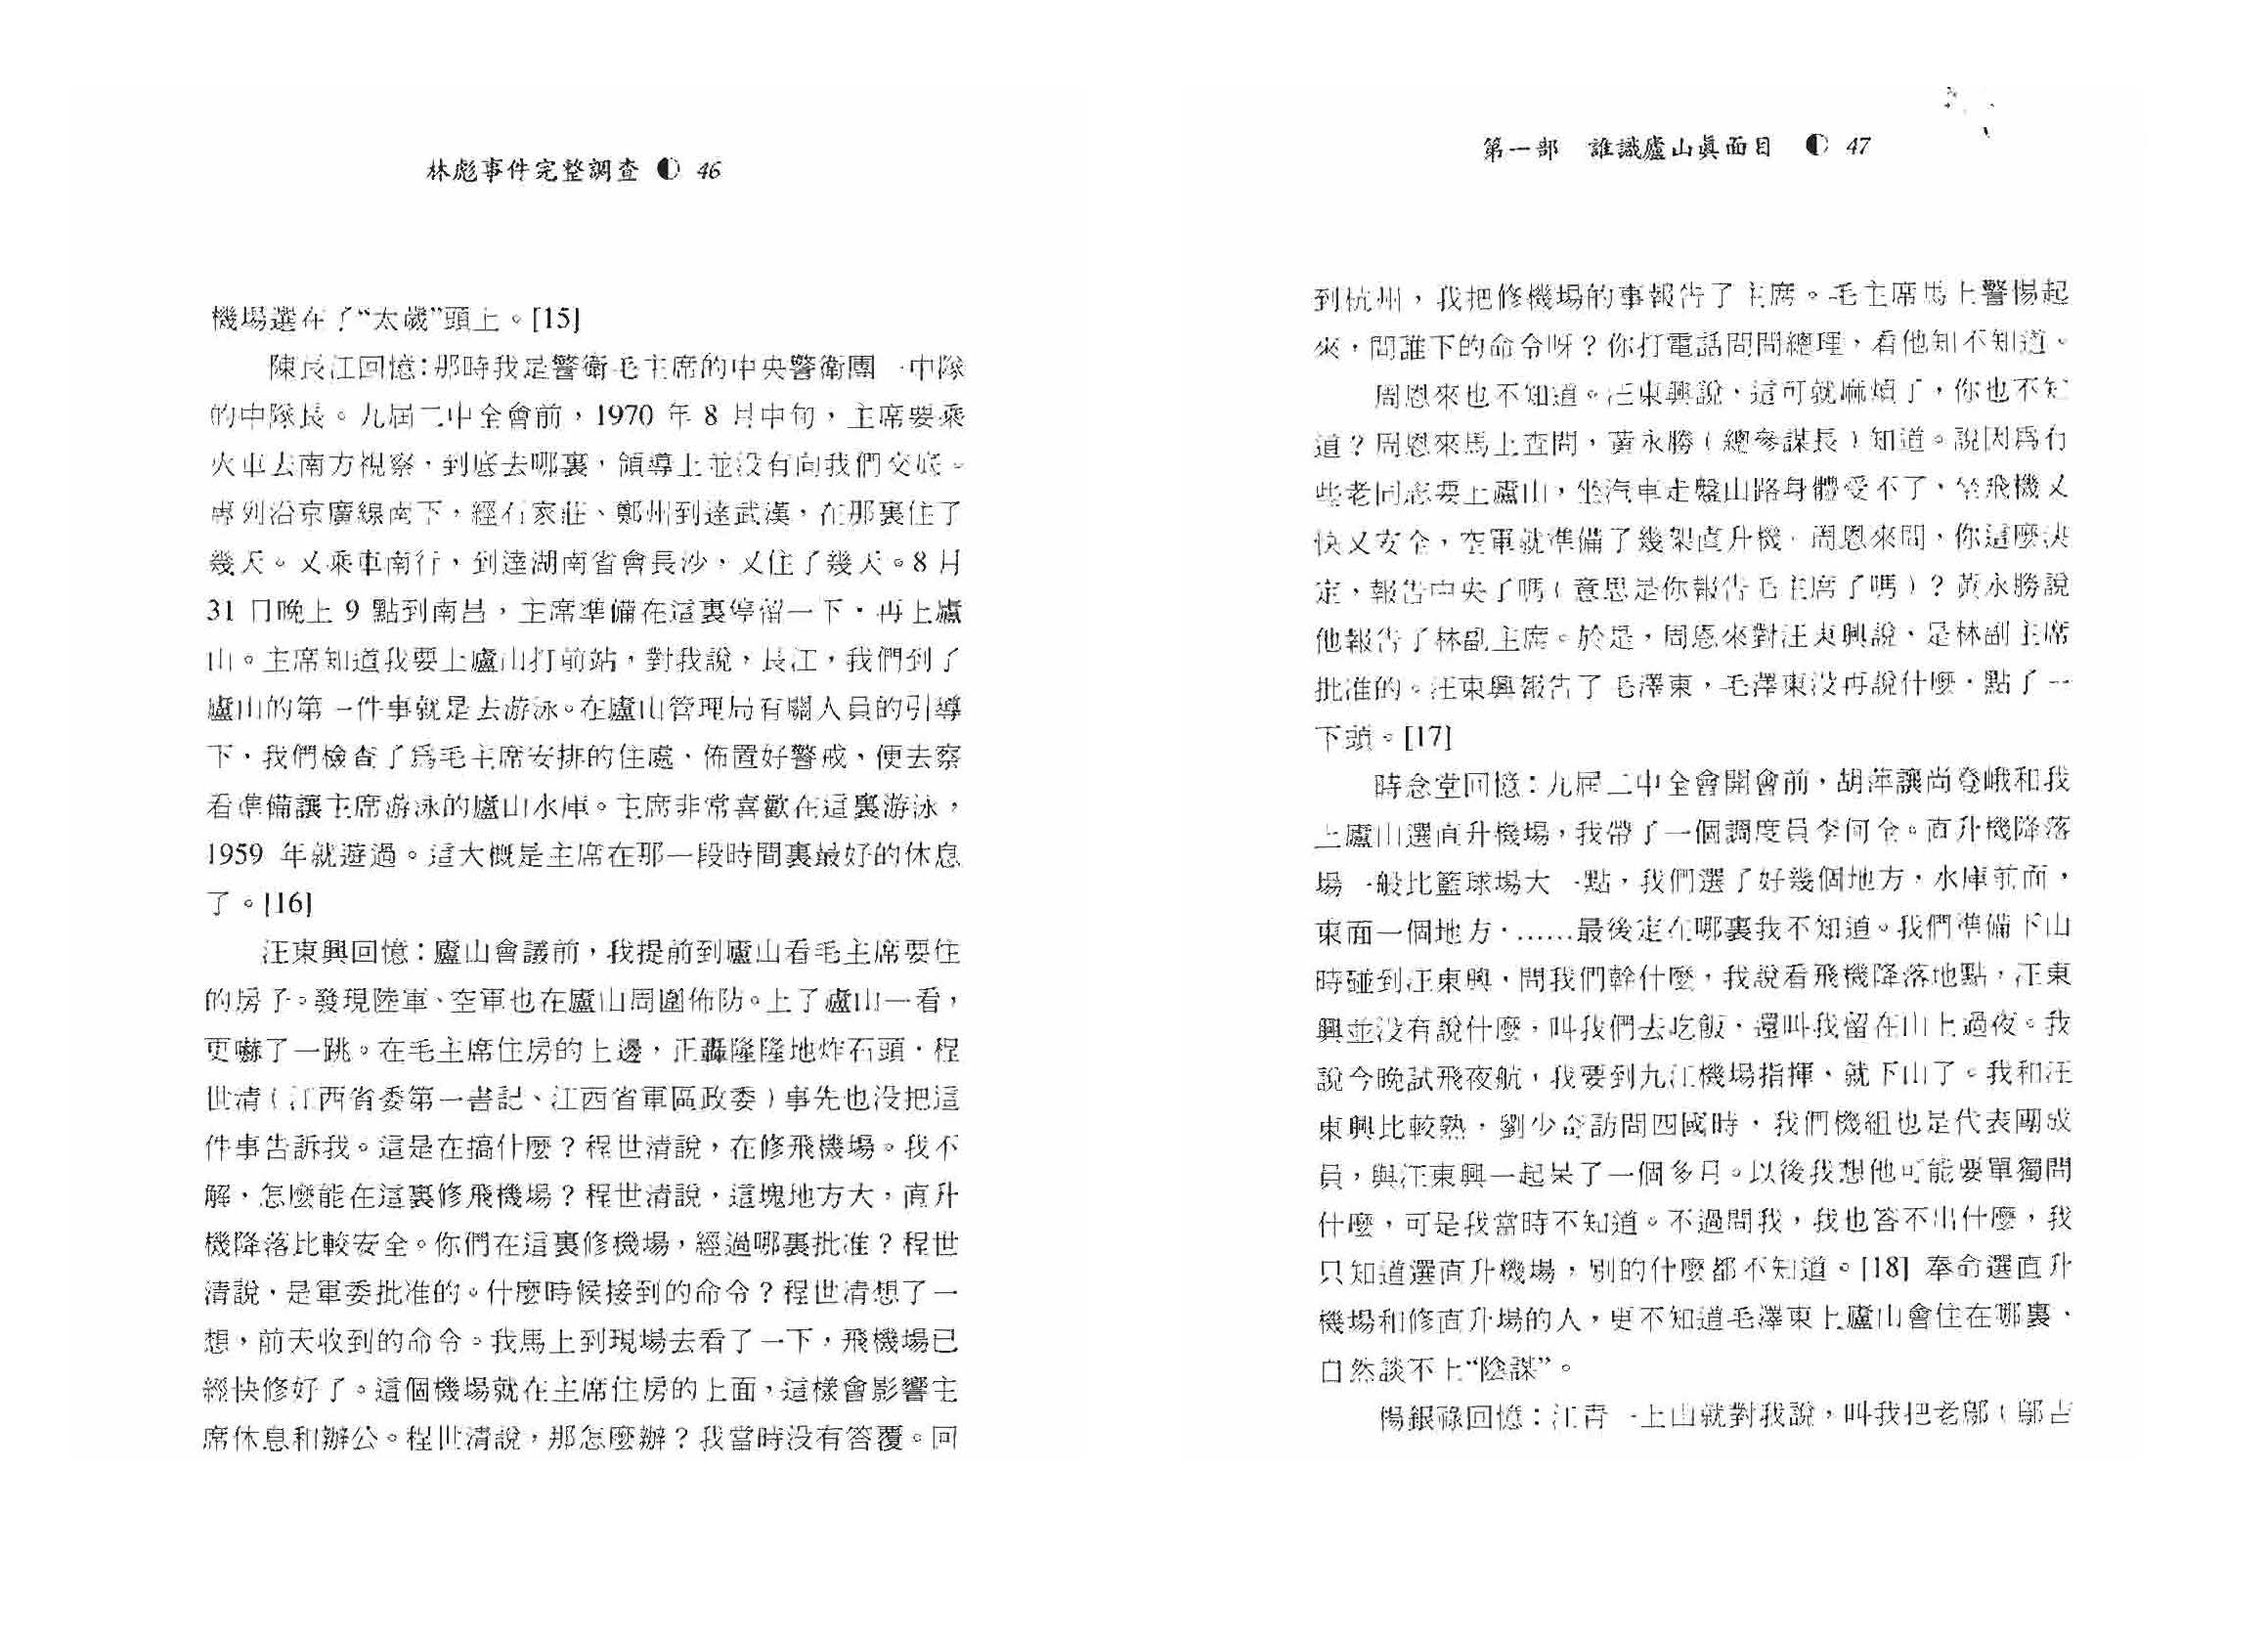 林彪事件完整調查 ◐ 46
機場選在了“太歲”頭上。[15]
陳長江回憶：那時我是警衛毛主席的中央警衛團一中隊
的中隊長。九屆二中全會前，1970 年 8 月中旬，主席要乘
火車去南方視察，到底去哪裏，領導上並没有向我們交底。
專列沿京廣線南下，經石家莊、鄭州到達武漢，在那裏住了
幾天。又乘車南行，到達湖南省會長沙，又住了幾天。8 月
31 日晚上 9 點到南昌，主席準備在這裏停留一下，再上廬
山。主席知道我要上廬山打前站，對我說，長江，我們到了
廬山的第一件事就是去游泳。在廬山管理局有關人員的引導
下，我們檢查了爲毛主席安排的住處、佈置好警戒，便去察
看準備讓主席游泳的廬山水庫。主席非常喜歡在這裏游泳，
1959 年就遊過。這大概是主席在那一段時間裏最好的休息
了。[16]
汪東興回憶：廬山會議前，我提前到廬山看毛主席要住
的房子。發現陸軍、空軍也在廬山周圍佈防。上了廬山一看，
更嚇了一跳。在毛主席住房的上邊，正轟隆隆地炸石頭。程
世清（江西省委第一書記、江西省軍區政委）事先也没把這
件事告訴我。這是在搞什麼？程世清說，在修飛機場。我不
解，怎麼能在這裏修飛機場？程世清說，這塊地方大，直升
機降落比較安全。你們在這裏修機場，經過哪裏批准？程世
清說，是軍委批准的。什麼時候接到的命令？程世清想了一
想，前天收到的命令。我馬上到現場去看了一下，飛機場已
經快修好了。這個機場就在主席住房的上面，這樣會影響主
席休息和辦公。程世清說，那怎麼辦？我當時没有答覆。回
第一部 誰識廬山眞面目 ◐ 47
到杭州，我把修機場的事報告了主席。毛主席馬上警惕起
來，問誰下的命令呀？你打電話問問總理，看他知不知道。
周恩來也不知道。汪東興說，這可就麻煩了，你也不知
道？周恩來馬上查問，黃永勝（總參謀長）知道。說因爲有
些老同志要上廬山，坐汽車走盤山路身體受不了，坐飛機又
快又安全，空軍就準備了幾架直升機。周恩來問，你這麼決
定，報告中央了嗎（意思是你報告毛主席了嗎）？黃永勝說
他報告了林副主席。於是，周恩來對汪東興說，是林副主席
批准的。汪東興報告了毛澤東，毛澤東没再說什麼，點了一
下頭。[17]
時念堂回憶：九屆二中全會開會前，胡萍讓尚登峨和我
上廬山選直升機場，我帶了一個調度員李何全。直升機降落
場一般比籃球場大一點，我們選了好幾個地方，水庫前面，
東面一個地方，……最後定在哪裏我不知道。我們準備下山
時碰到汪東興，問我們幹什麼，我說看飛機降落地點，汪東
興並没有說什麼，叫我們去吃飯，還叫我留在山上過夜。我
說今晚試飛夜航，我要到九江機場指揮，就下山了。我和汪
東興比較熟，劉少奇訪問四國時，我們機組也是代表團成
員，與汪東興一起呆了一個多月。以後我想他可能要單獨問
什麼，可是我當時不知道。不過問我，我也答不出什麼，我
只知道選直升機場，別的什麼都不知道。[18] 奉命選直升
機場和修直升場的人，更不知道毛澤東上廬山會住在哪裏，
自然談不上“陰謀”。
楊銀祿回憶：江青一上山就對我說，叫我把老鄔（鄔吉